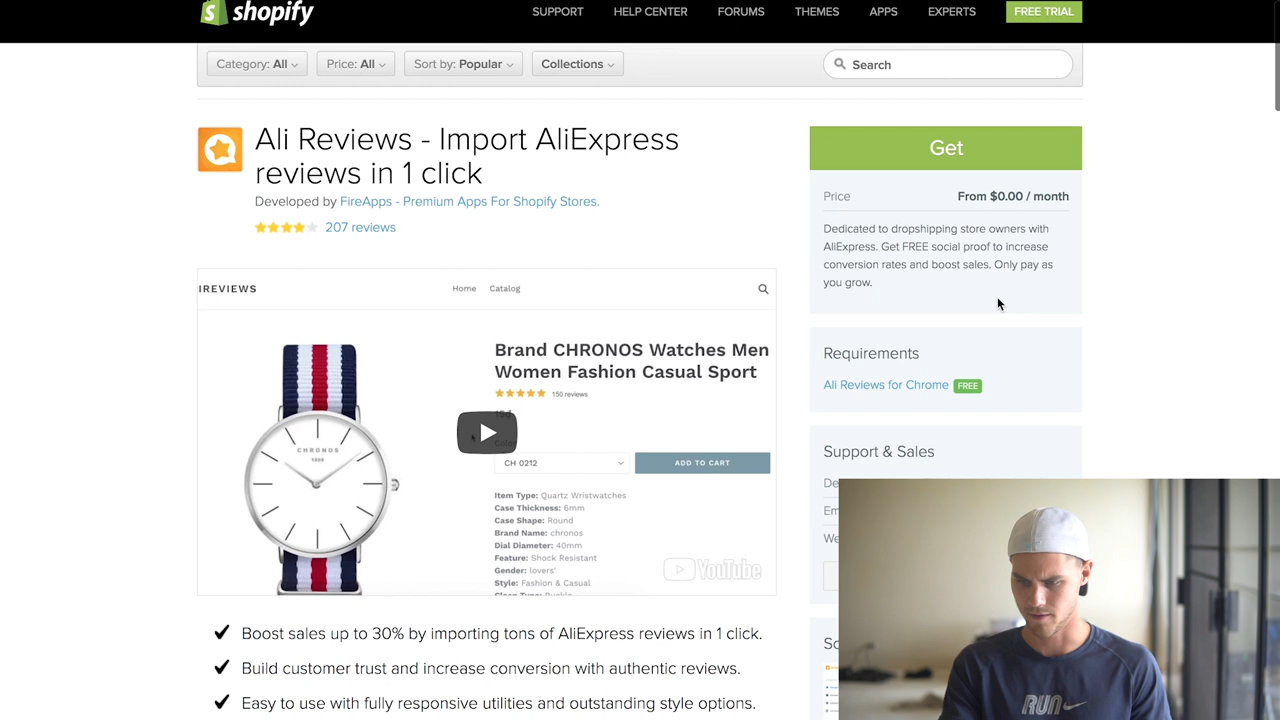 shopify
SUPPORT
HELP CENTER
FORUMS
THEMES
APPS
EXPERTS
FREE TRIAL
Category: All
Price: All
Sort by: Popular
Collections
Search
Ali Reviews - Import AliExpress
reviews in 1 click
Developed by FireApps - Premium Apps For Shopify Stores.
207 reviews
Get
Price From $0.00 / month
Dedicated to dropshipping store owners with
AliExpress. Get FREE social proof to increase
conversion rates and boost sales. Only pay as
you grow.
Requirements
Ali Reviews for Chrome FREE
Support & Sales
De
Em
We
IREVIEWS
Home
Catalog
Brand CHRONOS Watches Men
Women Fashion Casual Sport
150 reviews
CH 0212
ADD TO CART
Item Type: Quartz Wristwatches
Case Thickness: 6mm
Case Shape: Round
Brand Name: chronos
Dial Diameter: 40mm
Feature: Shock Resistant
Gender: lovers'
Style: Fashion & Casual
CHRONOS
YouTube
✔ Boost sales up to 30% by importing tons of AliExpress reviews in 1 click.
✔ Build customer trust and increase conversion with authentic reviews.
✔ Easy to use with fully responsive utilities and outstanding style options.
RUN